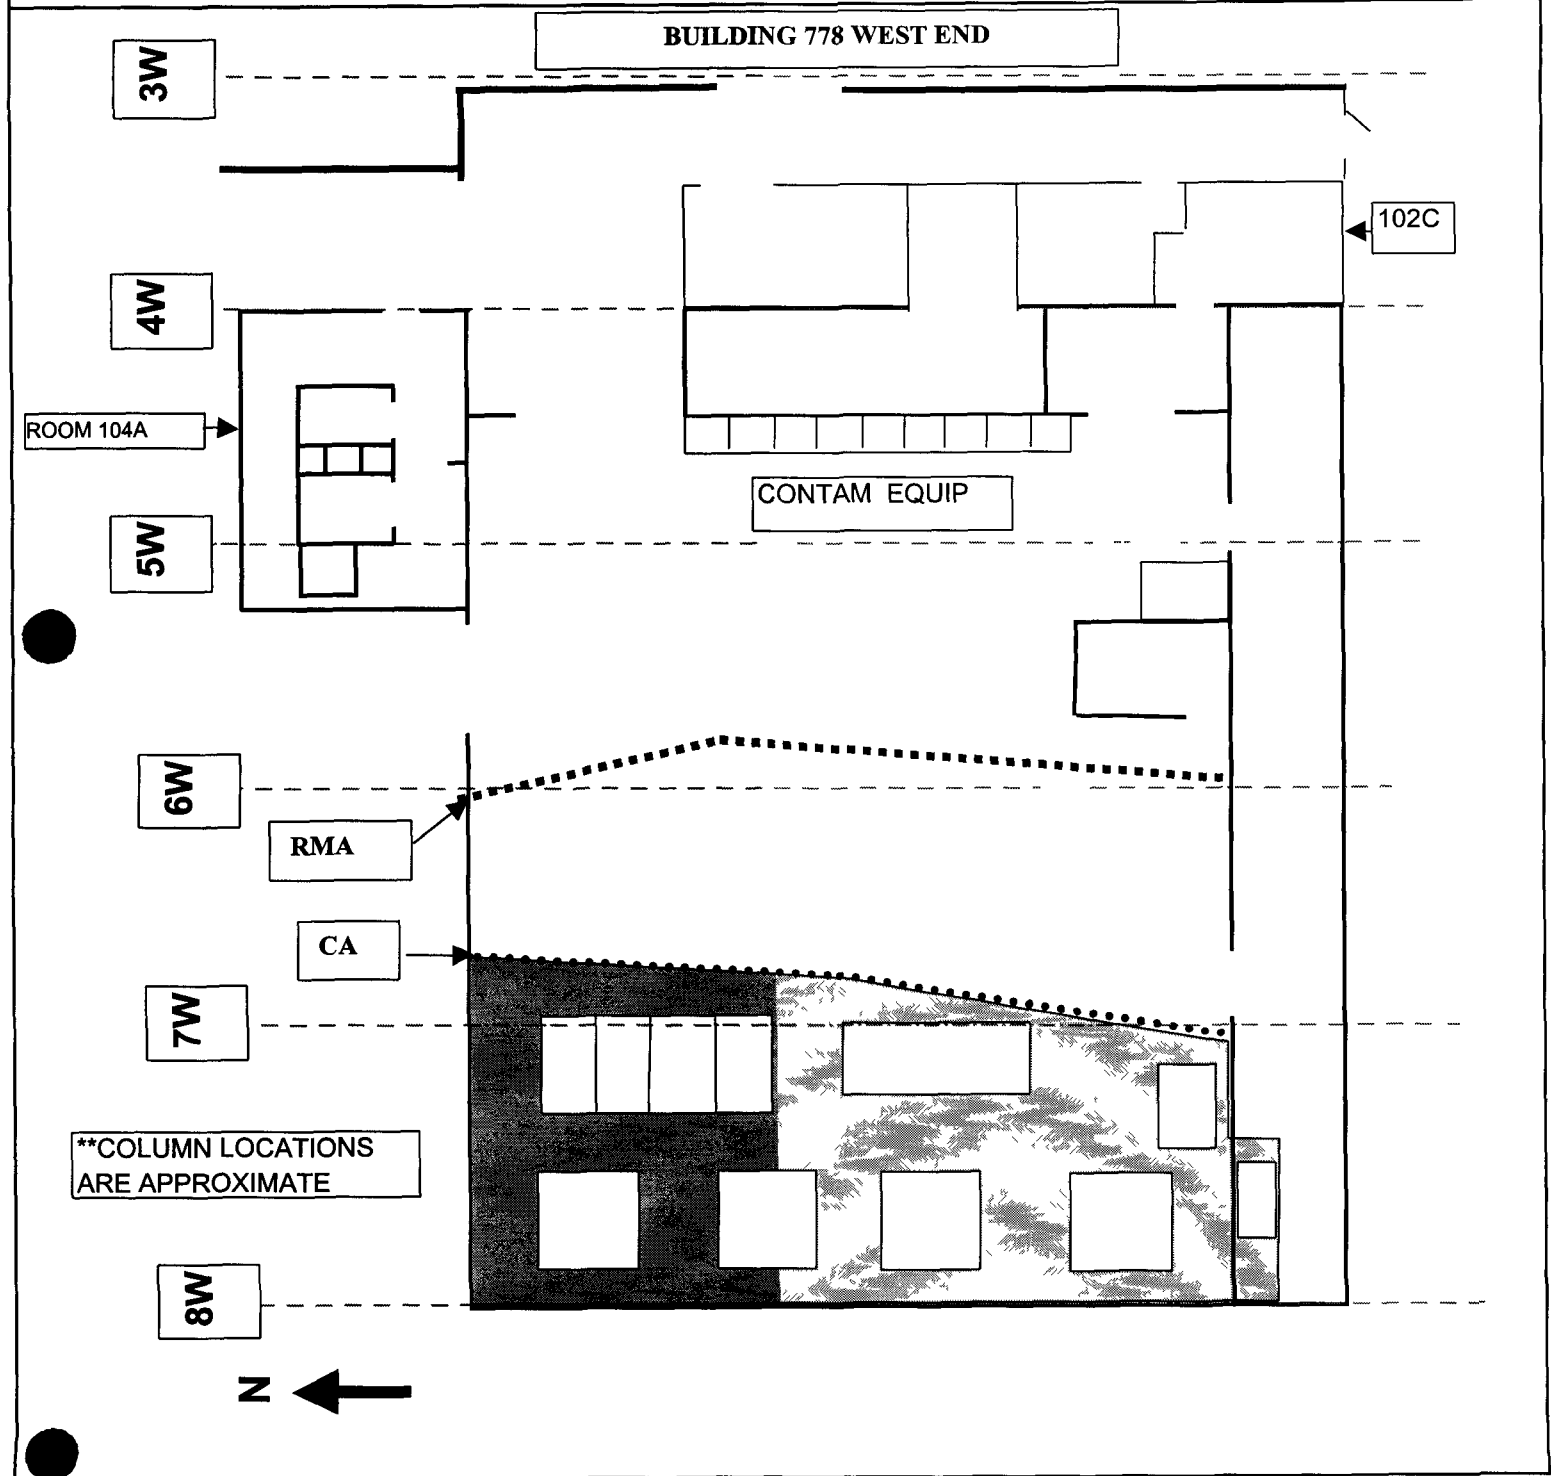 BUILDING 778 WEST END
3W
102C
4W
ROOM 104A
CONTAM EQUIP
5W
6W
RMA
CA
7W
**COLUMN LOCATIONS
ARE APPROXIMATE
8W
N